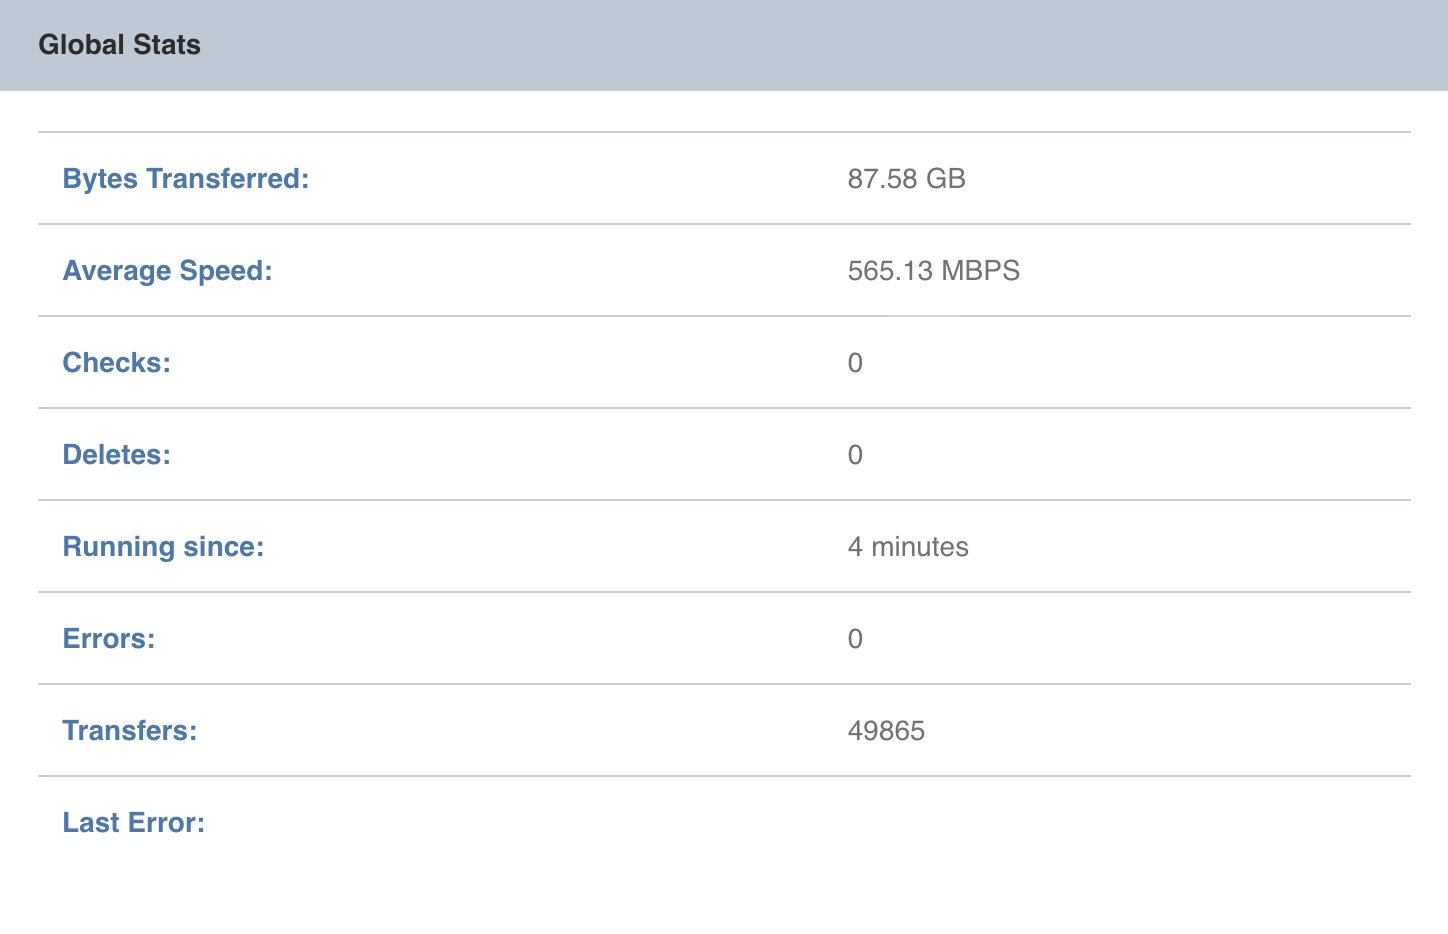 Global Stats
Bytes Transferred: 87.58 GB
Average Speed: 565.13 MBPS
Checks: 0
Deletes: 0
Running since: 4 minutes
Errors: 0
Transfers: 49865
Last Error: